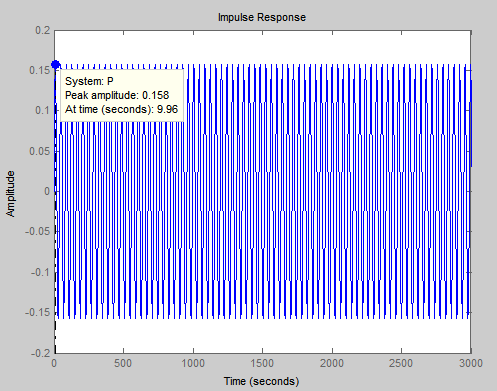 Impulse Response
0.2
0.15
0.1
0.05
0
-0.05
-0.1
-0.15
-0.2
Amplitude
System: P
Peak amplitude: 0.158
At time (seconds): 9.96
0 500 1000 1500 2000 2500 3000
Time (seconds)